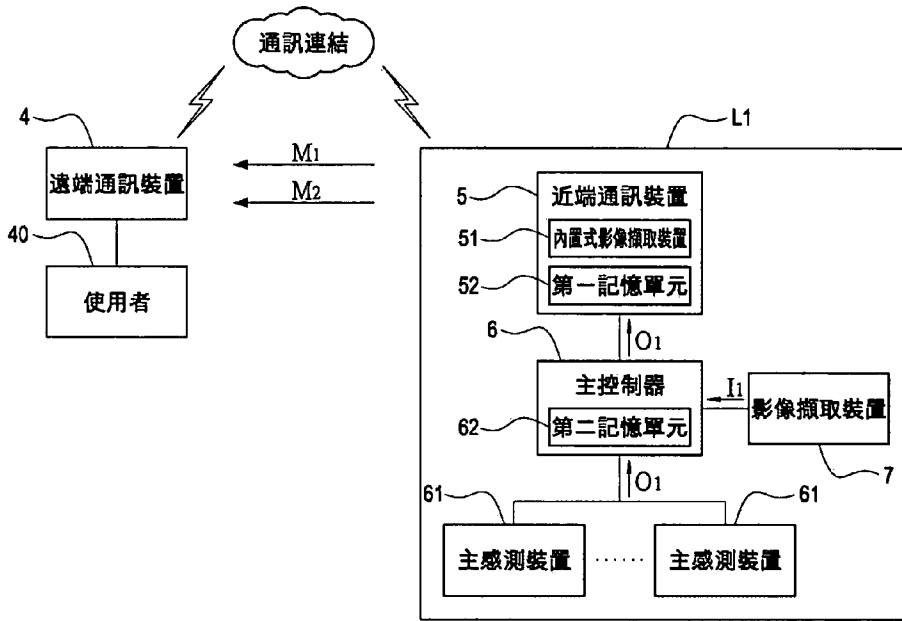 通訊連結
4
L1
M1
遠端通訊裝置
5
近端通訊裝置
M2
51
內置式影像擷取裝置
40
52
第一記憶單元
使用者
6
O1
主控制器
I1
影像擷取裝置
62
第二記憶單元
7
61
O1
61
主感測裝置
······
主感測裝置